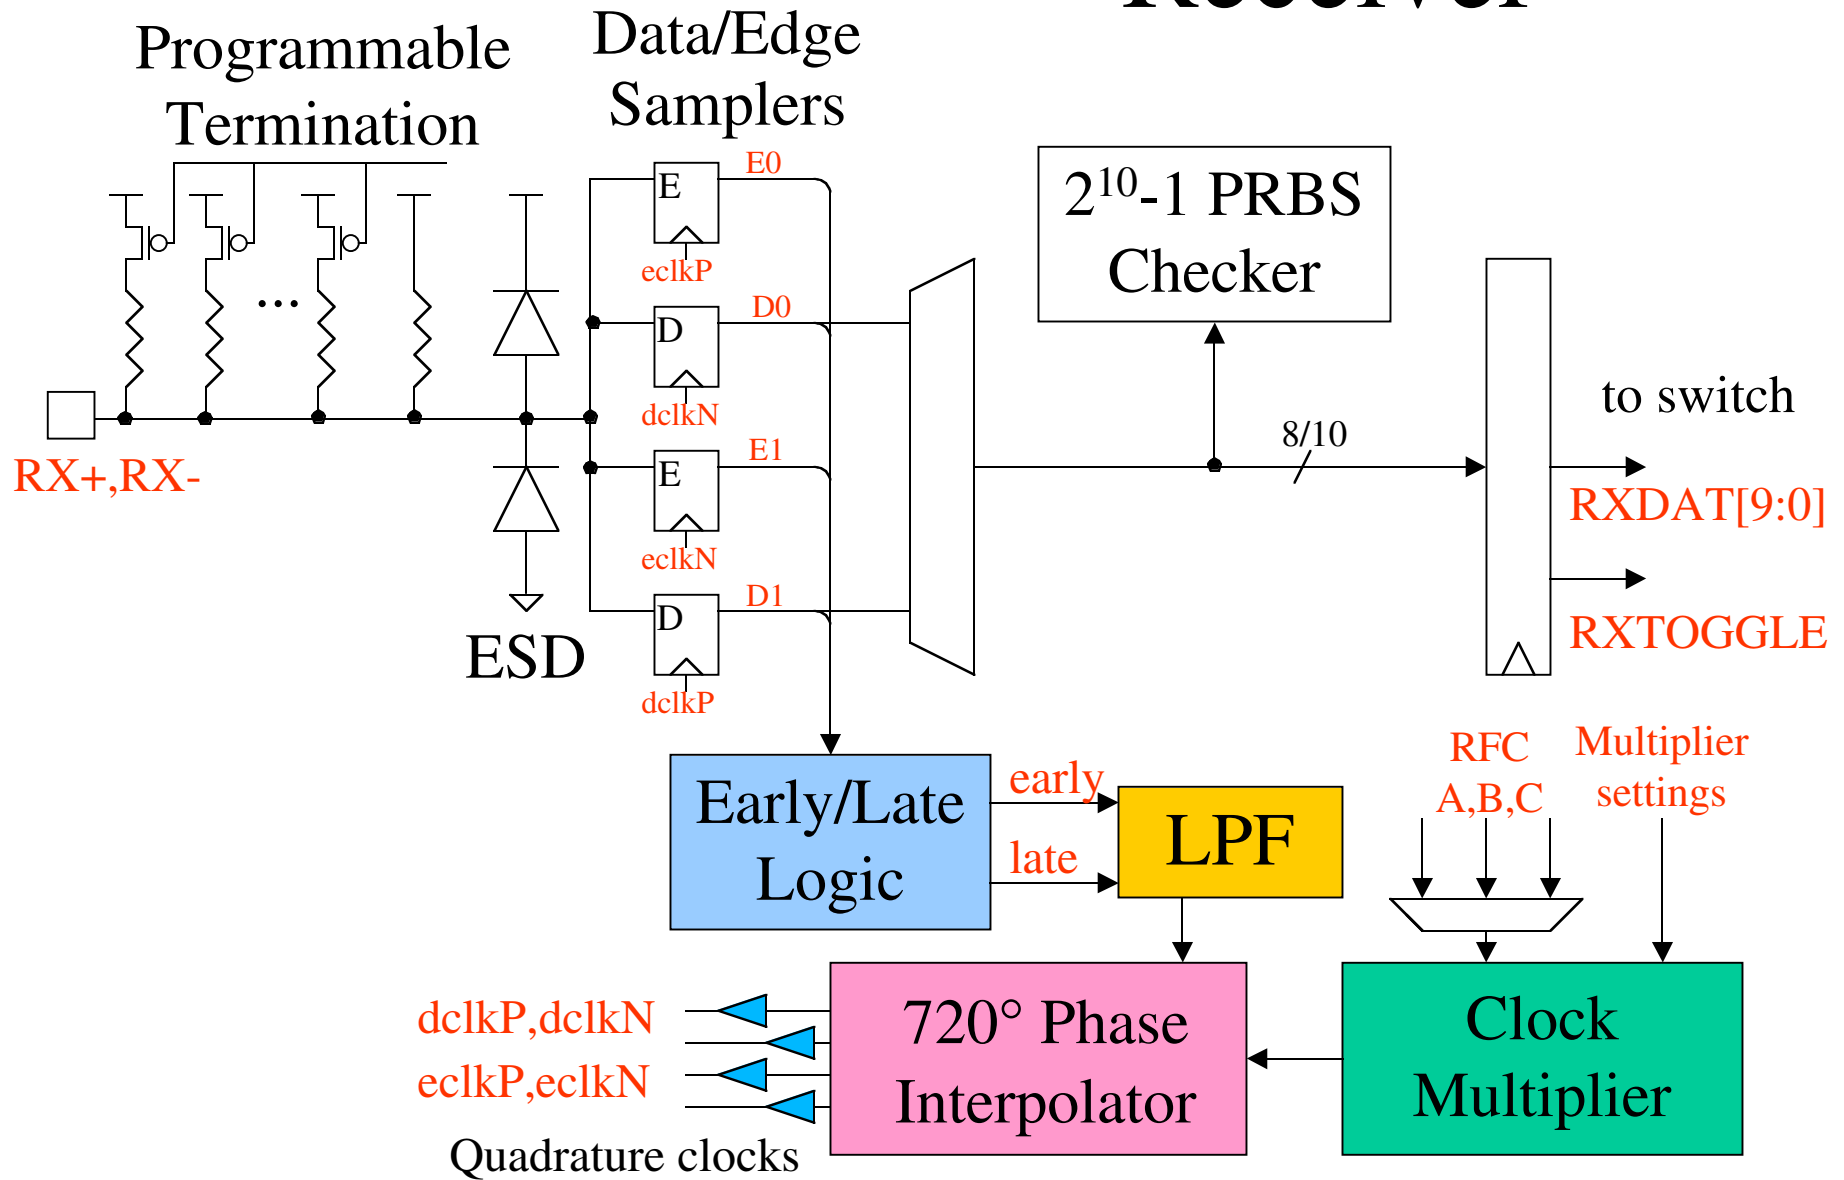 Receiver
Programmable
Termination
Data/Edge
Samplers
E0
E
eclkP
D0
D
dclkN
E1
E
eclkN
D1
D
dclkP
...
RX+,RX-
ESD
2¹⁰-1 PRBS
Checker
8/10
to switch
RXDAT[9:0]
RXTOGGLE
Early/Late
Logic
early
late
LPF
RFC
A,B,C
Multiplier
settings
720° Phase
Interpolator
Clock
Multiplier
dclkP,dclkN
eclkP,eclkN
Quadrature clocks